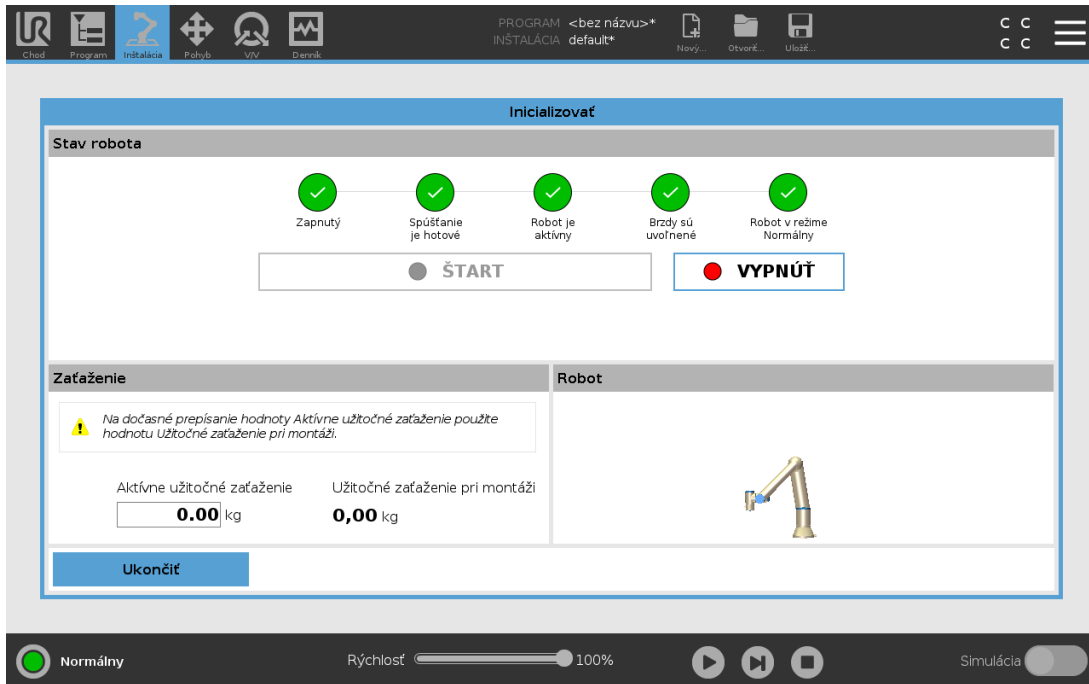 PROGRAM <bez názvu>*
INŠTALÁCIA default*
Chod
Program
Inštalácia
Pohyb
V/V
Denník
Nový...
Otvoriť...
Uložiť...
C C
C C
Inicializovať
Stav robota
Zapnutý
Spúšťanie
je hotové
Robot je
aktívny
Brzdy sú
uvoľnené
Robot v režime
Normálny
ŠTART
VYPNÚŤ
Zaťaženie
Robot
Na dočasné prepísanie hodnoty Aktívne užitočné zaťaženie použite
hodnotu Užitočné zaťaženie pri montáži.
Aktívne užitočné zaťaženie
0.00 kg
Užitočné zaťaženie pri montáži
0,00 kg
Ukončiť
Normálny
Rýchlosť
100%
Simulácia